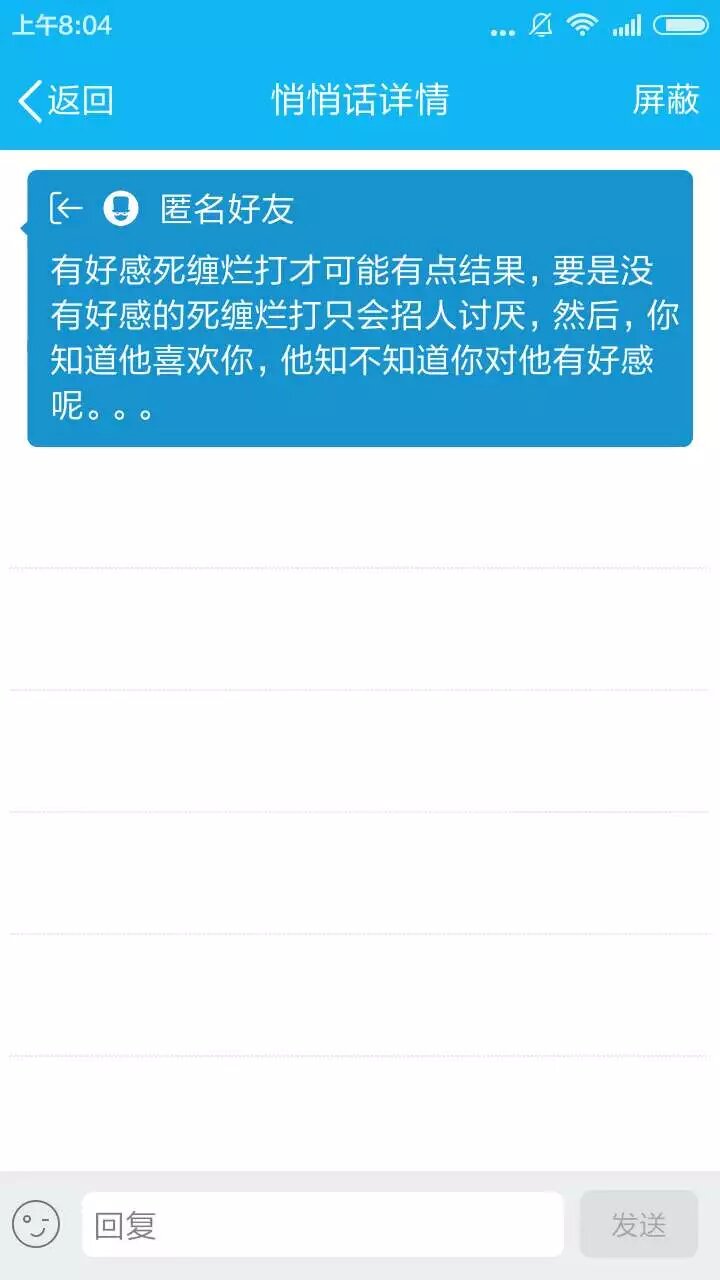 上午8:04
返回
悄悄话详情
屏蔽
匿名好友
有好感死缠烂打才可能有点结果，要是没
有好感的死缠烂打只会招人讨厌，然后，你
知道他喜欢你，他知不知道你对他有好感
呢。。。
回复
发送